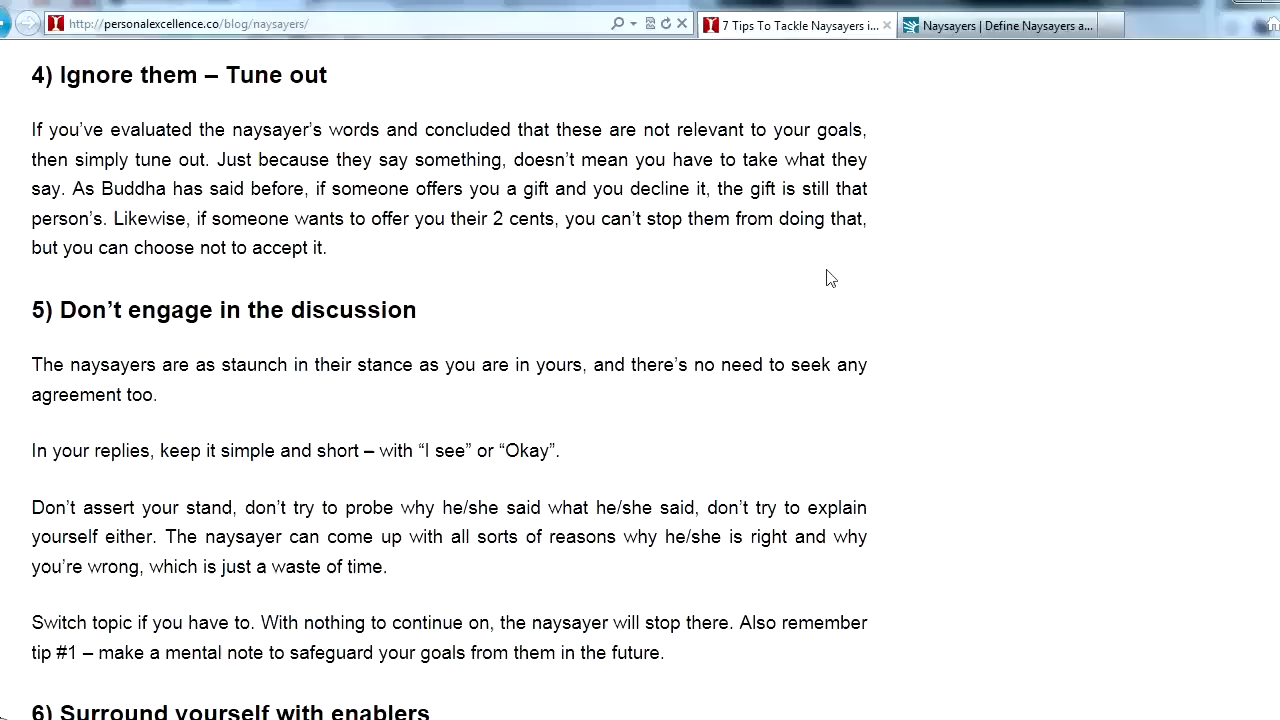 http://personalexcellence.co/blog/naysayers/
7 Tips To Tackle Naysayers i...
Naysayers | Define Naysayers a...
4) Ignore them – Tune out
If you’ve evaluated the naysayer’s words and concluded that these are not relevant to your goals,
then simply tune out. Just because they say something, doesn’t mean you have to take what they
say. As Buddha has said before, if someone offers you a gift and you decline it, the gift is still that
person’s. Likewise, if someone wants to offer you their 2 cents, you can’t stop them from doing that,
but you can choose not to accept it.
5) Don’t engage in the discussion
The naysayers are as staunch in their stance as you are in yours, and there’s no need to seek any
agreement too.
In your replies, keep it simple and short – with “I see” or “Okay”.
Don’t assert your stand, don’t try to probe why he/she said what he/she said, don’t try to explain
yourself either. The naysayer can come up with all sorts of reasons why he/she is right and why
you’re wrong, which is just a waste of time.
Switch topic if you have to. With nothing to continue on, the naysayer will stop there. Also remember
tip #1 – make a mental note to safeguard your goals from them in the future.
6) Surround yourself with enablers